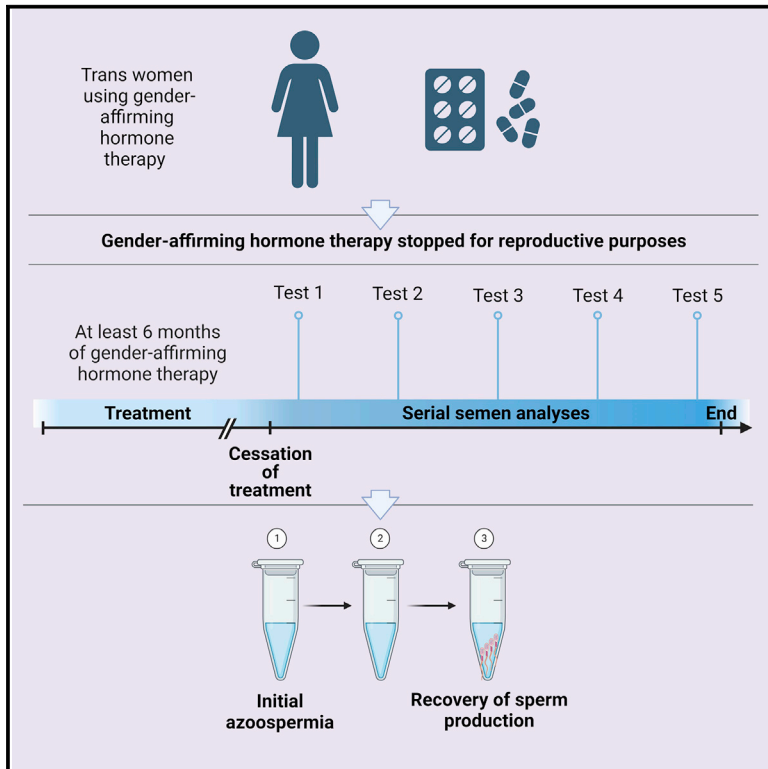 Trans women
using gender-
affirming
hormone
therapy
Gender-affirming hormone therapy stopped for reproductive purposes
Test 1
Test 2
Test 3
Test 4
Test 5
At least 6 months
of gender-affirming
hormone therapy
Treatment
Serial semen analyses
End
Cessation
of
treatment
1
2
3
Initial
azoospermia
Recovery of sperm
production